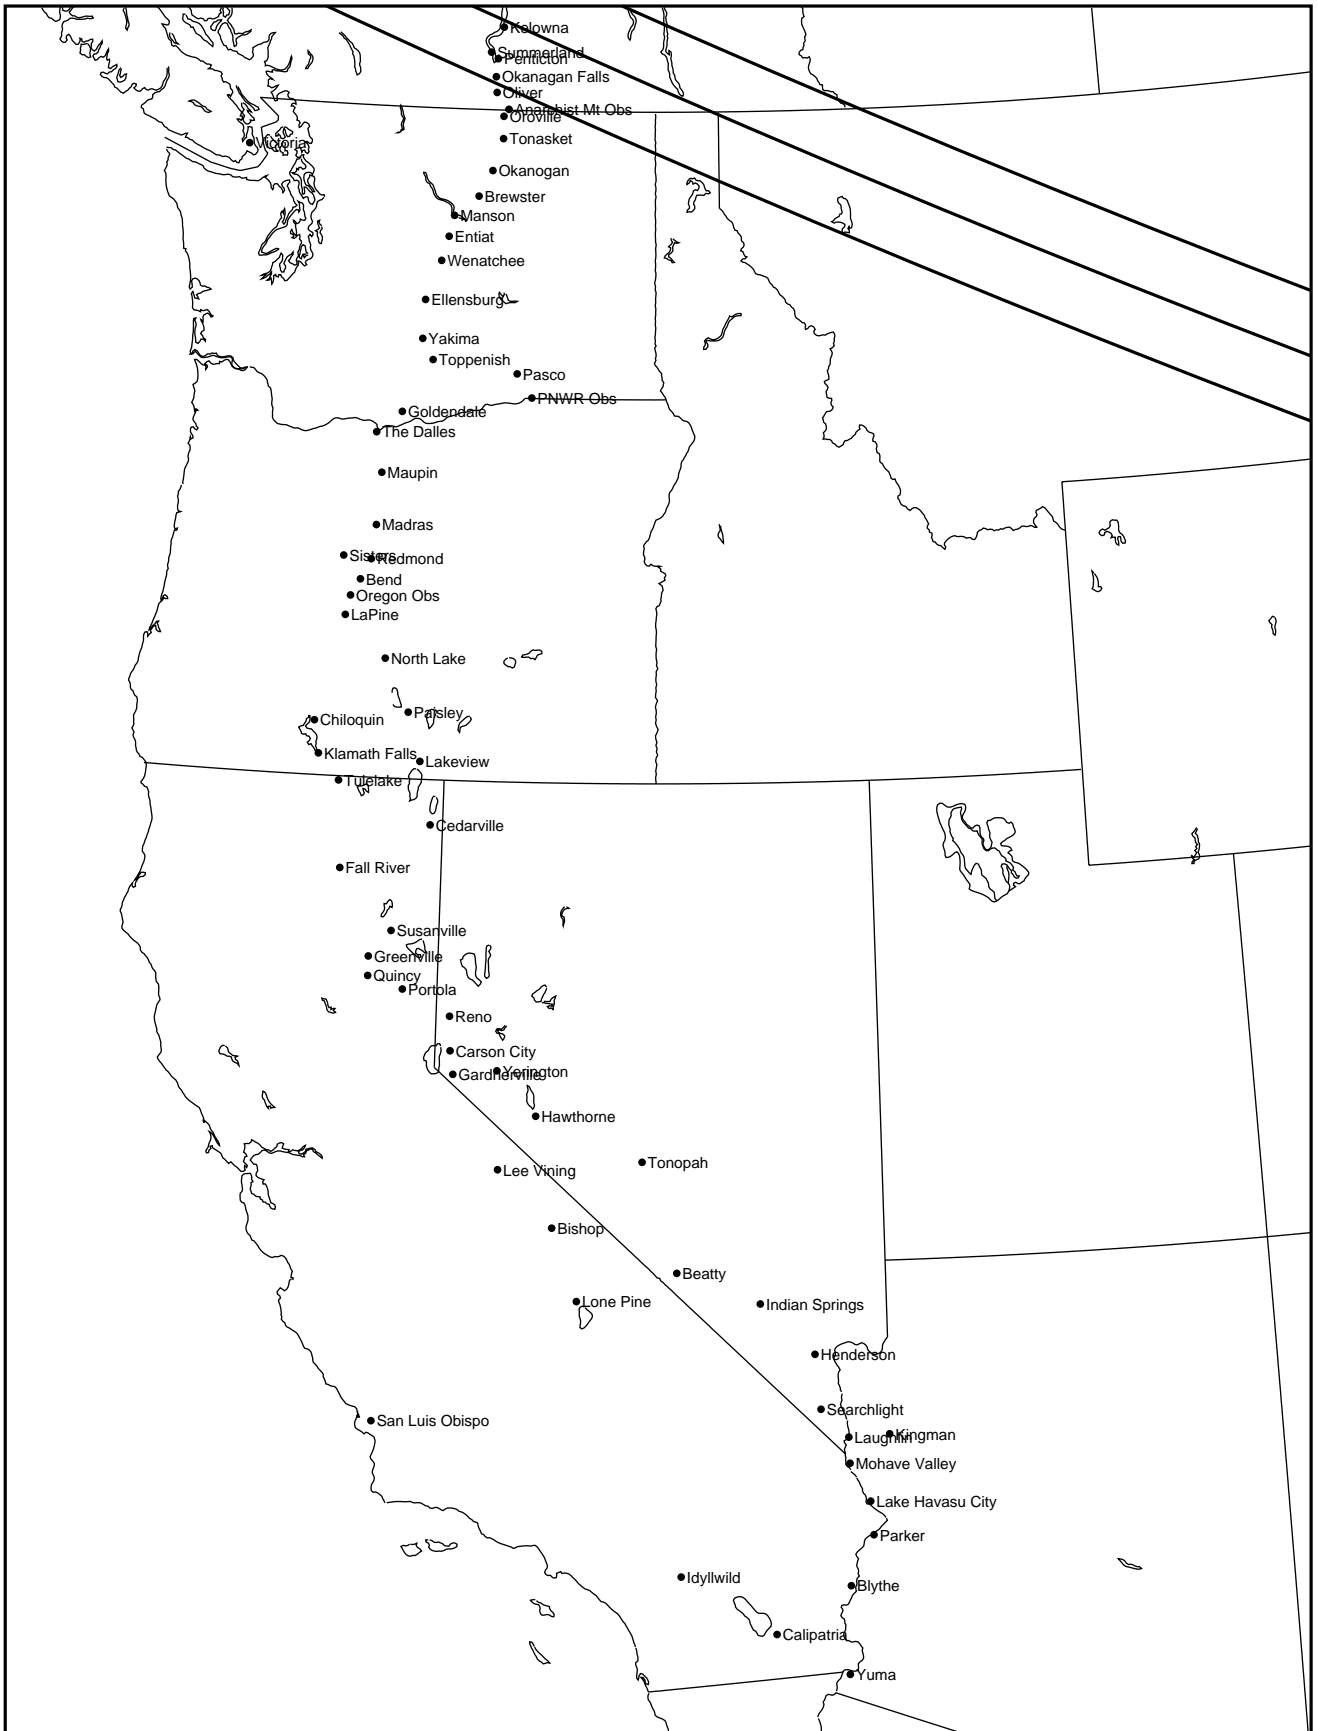 Kelowna
Summerland
Penticton
Okanagan Falls
Oliver
Anarchist Mt Obs
Oroville
Tonasket
Victoria
Okanogan
Brewster
Manson
Entiat
Wenatchee
Ellensburg
Yakima
Toppenish
Pasco
PNWR Obs
Goldendale
The Dalles
Maupin
Madras
Sisters
Redmond
Bend
Oregon Obs
LaPine
North Lake
Paisley
Chiloquin
Klamath Falls
Lakeview
Tulelake
Cedarville
Fall River
Susanville
Greenville
Quincy
Portola
Reno
Carson City
Yerington
Gardnerville
Hawthorne
Tonopah
Lee Vining
Bishop
Beatty
Lone Pine
Indian Springs
Henderson
Searchlight
San Luis Obispo
Kingman
Laughlin
Mohave Valley
Lake Havasu City
Parker
Idyllwild
Blythe
Calipatria
Yuma